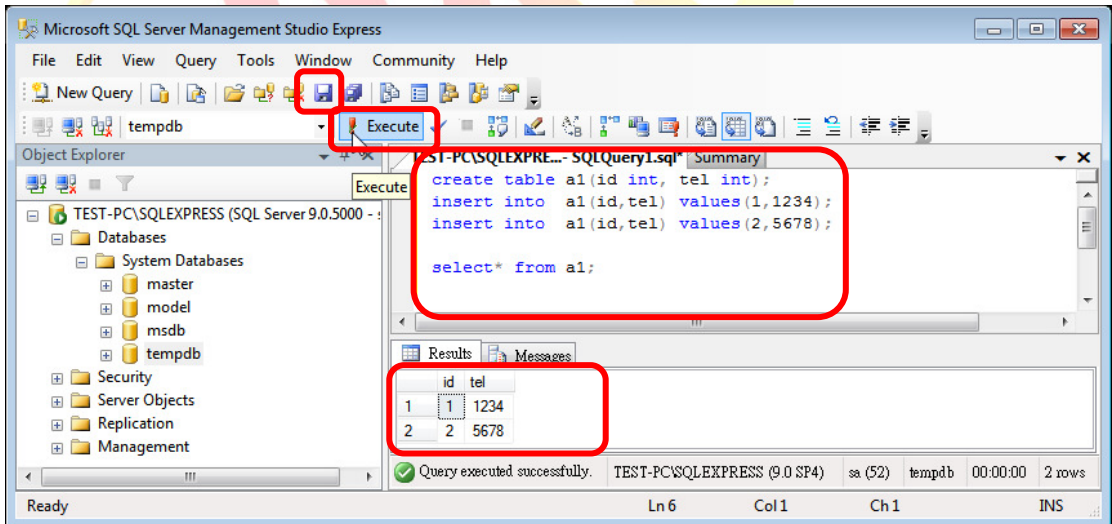 Microsoft SQL Server Management Studio Express
File Edit View Query Tools Window Community Help
New Query
tempdb Execute
Object Explorer
TEST-PC\SQLEXPRE...- SQLQuery1.sql* Summary
Execute
create table a1(id int, tel int);
insert into  a1(id,tel) values(1,1234);
insert into  a1(id,tel) values(2,5678);
select* from a1;
TEST-PC\SQLEXPRESS (SQL Server 9.0.5000 -
Databases
System Databases
master
model
msdb
tempdb
Security
Server Objects
Replication
Management
Results Messages
id tel
1 1 1234
2 2 5678
Query executed successfully. TEST-PC\SQLEXPRESS (9.0 SP4) sa (52) tempdb 00:00:00 2 rows
Ready Ln 6 Col 1 Ch 1 INS